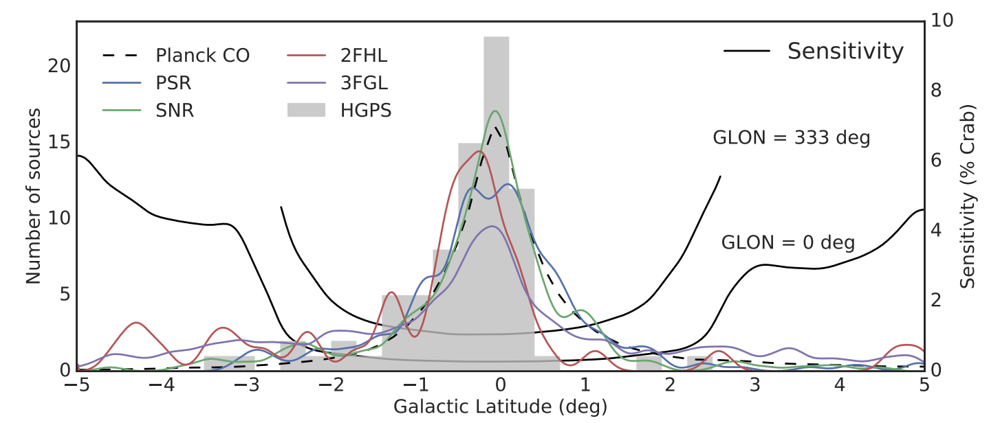 Planck CO
PSR
SNR
2FHL
3FGL
HGPS
Sensitivity
GLON = 333 deg
GLON = 0 deg
Number of sources
0
5
10
15
20
Sensitivity (% Crab)
0
2
4
6
8
10
−5 −4 −3 −2 −1 0 1 2 3 4 5
Galactic Latitude (deg)